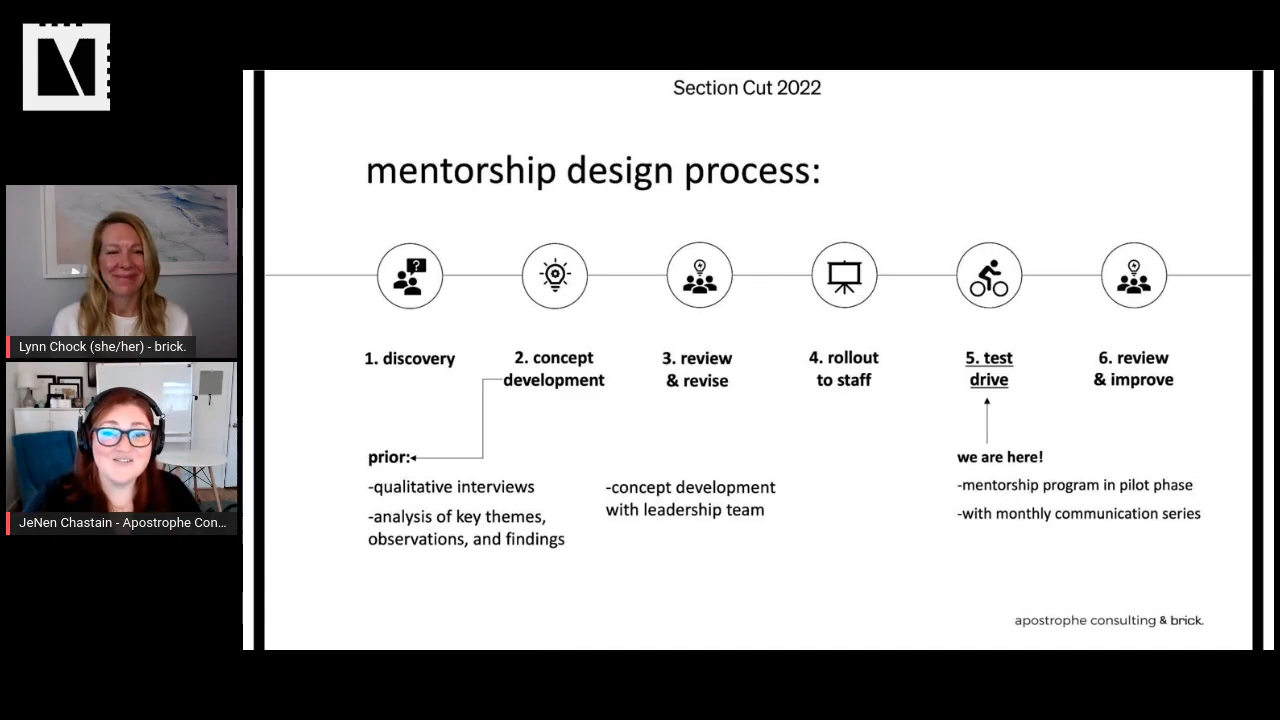 Section Cut 2022
mentorship design process:
?
1. discovery
2. concept
development
3. review
& revise
4. rollout
to staff
5. test
drive
6. review
& improve
prior:
-qualitative interviews
-analysis of key themes,
observations, and findings
-concept development
with leadership team
we are here!
-mentorship program in pilot phase
-with monthly communication series
apostrophe consulting & brick.
Lynn Chock (she/her) - brick.
JeNen Chastain - Apostrophe Con...